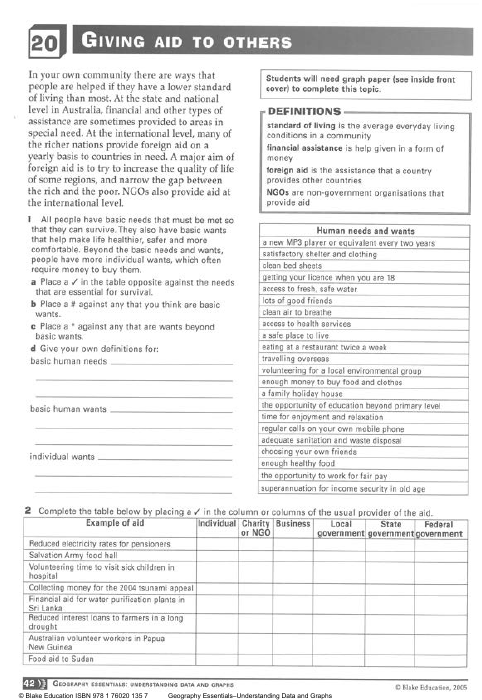 20 GIVING AID TO OTHERS
In your own community there are ways that
people are helped if they have a lower standard
of living than most. At the state and national
level in Australia, financial and other types of
assistance are sometimes provided to areas in
special need. At the international level, many of
the richer nations provide foreign aid on a
yearly basis to countries in need. A major aim of
foreign aid is to try to increase the quality of life
of some regions, and narrow the gap between
the rich and the poor. NGOs also provide aid at
the international level.
1 All people have basic needs that must be met so
that they can survive. They also have basic wants
that help make life healthier, safer and more
comfortable. Beyond the basic needs and wants,
people have more individual wants, which often
require money to buy them.
a Place a ✓ in the table opposite against the needs
that are essential for survival.
b Place a # against any that you think are basic
wants.
c Place a * against any that are wants beyond
basic wants.
d Give your own definitions for:
basic human needs
basic human wants
individual wants
Students will need graph paper (see inside front
cover) to complete this topic.
DEFINITIONS
standard of living is the average everyday living
conditions in a community
financial assistance is help given in a form of
money
foreign aid is the assistance that a country
provides other countries
NGOs are non-government organisations that
provide aid
Human needs and wants
a new MP3 player or equivalent every two years
satisfactory shelter and clothing
clean bed sheets
getting your licence when you are 18
access to fresh, safe water
lots of good friends
clean air to breathe
access to health services
a safe place to live
eating at a restaurant twice a week
travelling overseas
volunteering for a local environmental group
enough money to buy food and clothes
a family holiday house
the opportunity of education beyond primary level
time for enjoyment and relaxation
regular calls on your own mobile phone
adequate sanitation and waste disposal
choosing your own friends
enough healthy food
the opportunity to work for fair pay
superannuation for income security in old age
2 Complete the table below by placing a ✓ in the column or columns of the usual provider of the aid.
Example of aid Individual Charity Business Local State Federal
or NGO government government government
Reduced electricity rates for pensioners
Salvation Army food hall
Volunteering time to visit sick children in
hospital
Collecting money for the 2004 tsunami appeal
Financial aid for water purification plants in
Sri Lanka
Reduced interest loans to farmers in a long
drought
Australian volunteer workers in Papua
New Guinea
Food aid to Sudan
42 GEOGRAPHY ESSENTIALS: UNDERSTANDING DATA AND GRAPHS
© Blake Education, 2005
© Blake Education ISBN 978 1 76020 135 7 Geography Essentials–Understanding Data and Graphs